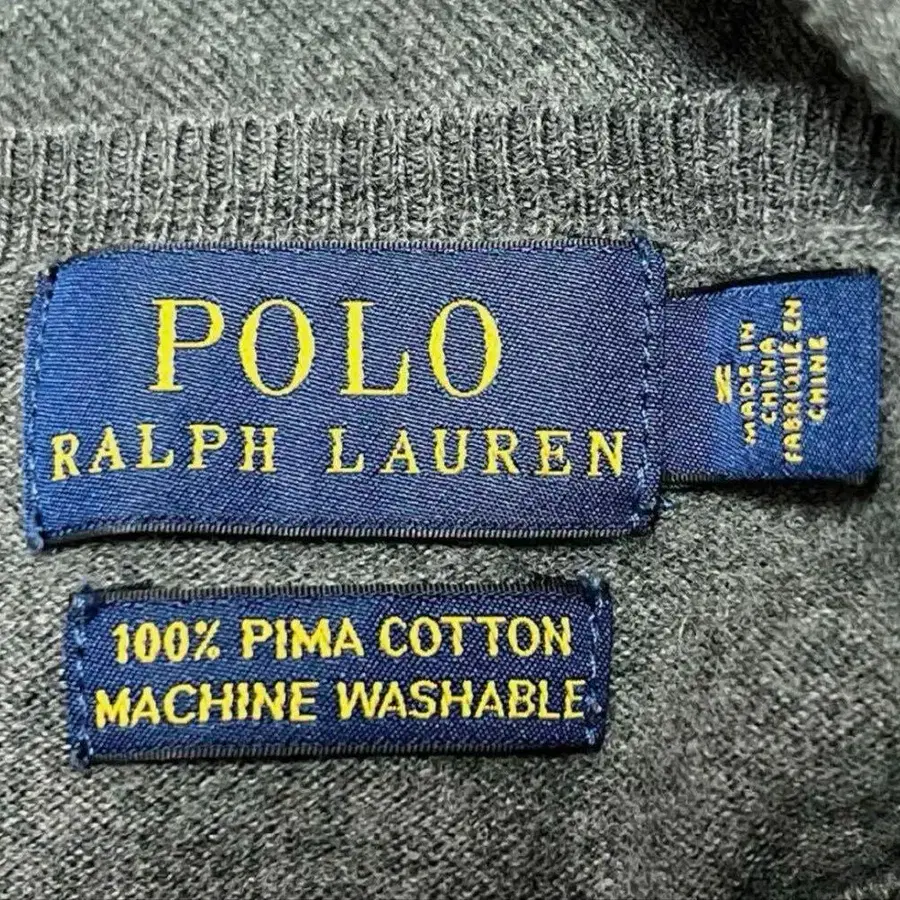 POLO
RALPH LAUREN
M
MADE IN
CHINA
FABRIQUÉ EN
CHINE
100% PIMA COTTON
MACHINE WASHABLE